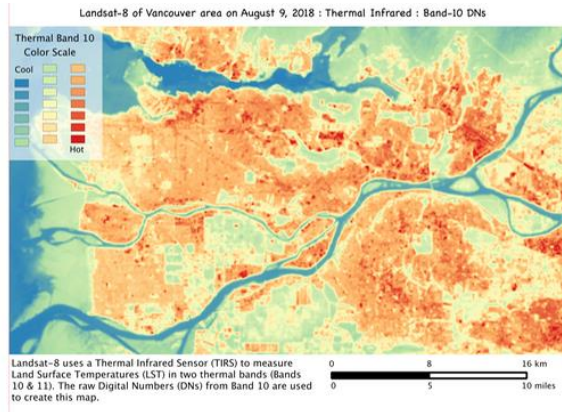 Landsat-8 of Vancouver area on August 9, 2018 : Thermal Infrared : Band-10 DNs
Thermal Band 10
Color Scale
Cool
Hot
Landsat-8 uses a Thermal Infrared Sensor (TIRS) to measure
Land Surface Temperatures (LST) in two thermal bands (Bands
10 & 11). The raw Digital Numbers (DNs) from Band 10 are used
to create this map.
0 8 16 km
0 5 10 miles